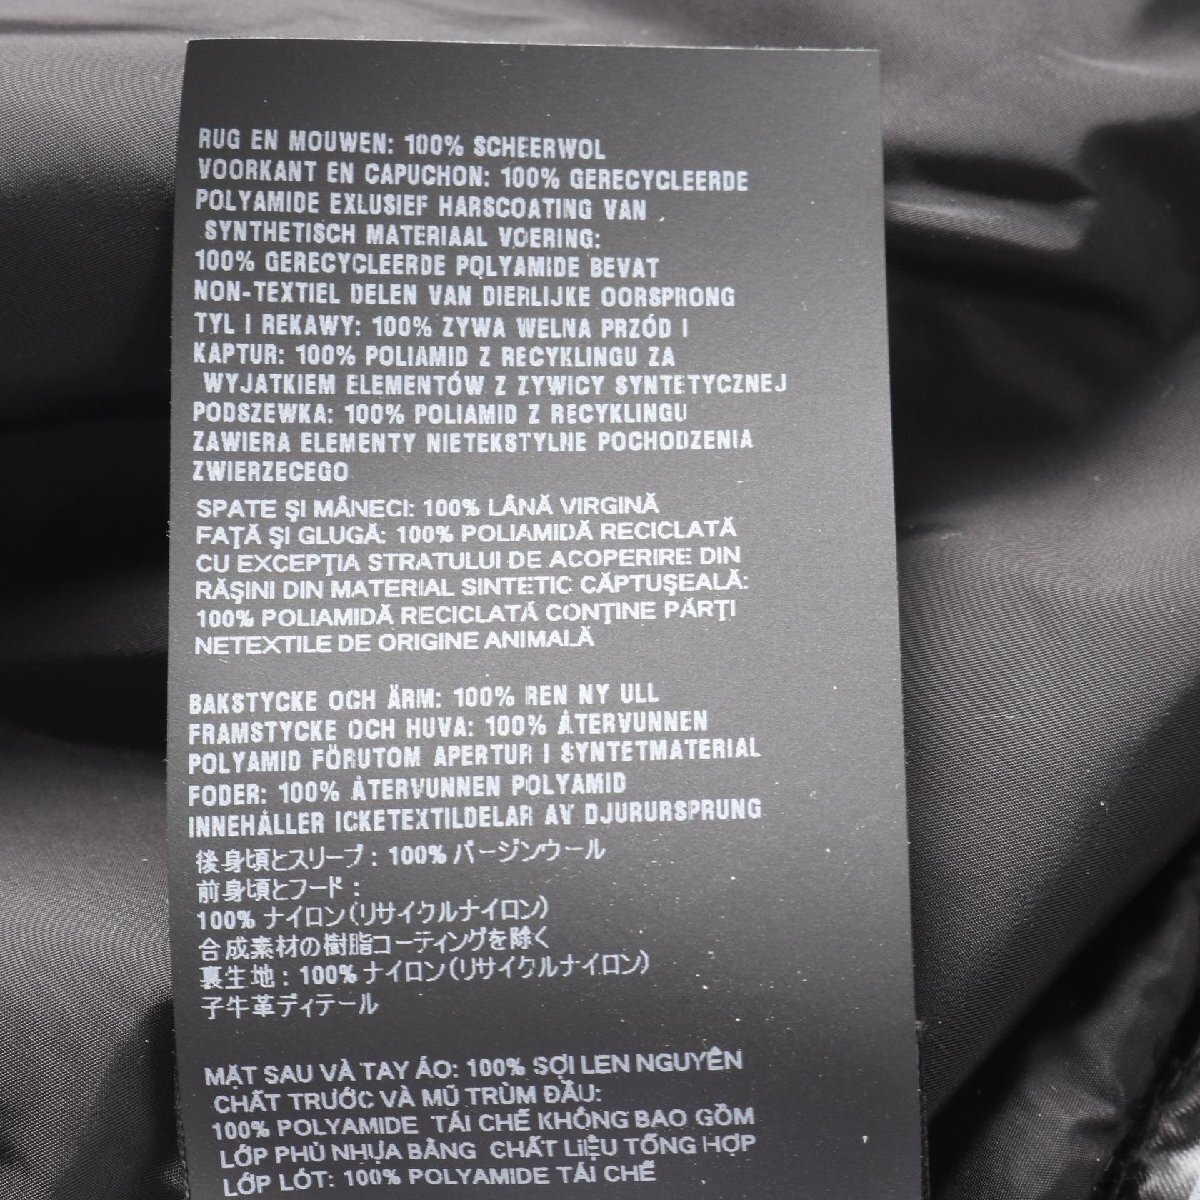 RUG EN MOUWEN: 100% SCHEERWOL
VOORKANT EN CAPUCHON: 100% GERECYCLEERDE
POLYAMIDE EXLUSIEF HARSCOATING VAN
SYNTHETISCH MATERIAAL VOERING:
100% GERECYCLEERDE POLYAMIDE BEVAT
NON-TEXTIEL DELEN VAN DIERLIJKE OORSPRONG
TYL I REKAWY: 100% ZYWA WELNA PRZÓD I
KAPTUR: 100% POLIAMID Z RECYKLINGU ZA
WYJATKIEM ELEMENTÓW Z ZYWICY SYNTETYCZNEJ
PODSZEWKA: 100% POLIAMID Z RECYKLINGU
ZAWIERA ELEMENTY NIETEKSTYLNE POCHODZENIA
ZWIERZECEGO
SPATE ŞI MÂNECI: 100% LÂNĂ VIRGINĂ
FAŢĂ ŞI GLUGĂ: 100% POLIAMIDĂ RECICLATĂ
CU EXCEPŢIA STRATULUI DE ACOPERIRE DIN
RĂŞINI DIN MATERIAL SINTETIC CĂPTUŞEALĂ:
100% POLIAMIDĂ RECICLATĂ CONŢINE PĂRŢI
NETEXTILE DE ORIGINE ANIMALĂ
BAKSTYCKE OCH ÄRM: 100% REN NY ULL
FRAMSTYCKE OCH HUVA: 100% ÅTERVUNNEN
POLYAMID FÖRUTOM APERTUR I SYNTETMATERIAL
FODER: 100% ÅTERVUNNEN POLYAMID
INNEHÅLLER ICKETEXTILDELAR AV DJURURSPRUNG
後身頃とスリーブ: 100% バージンウール
前身頃とフード:
100% ナイロン(リサイクルナイロン)
合成素材の樹脂コーティングを除く
裏生地: 100% ナイロン(リサイクルナイロン)
子牛革ディテール
MẶT SAU VÀ TAY ÁO: 100% SỢI LEN NGUYÊN
CHẤT TRƯỚC VÀ MŨ TRÙM ĐẦU:
100% POLYAMIDE TÁI CHẾ KHÔNG BAO GỒM
LỚP PHỦ NHỰA BẰNG CHẤT LIỆU TỔNG HỢP
LỚP LÓT: 100% POLYAMIDE TÁI CHẾ